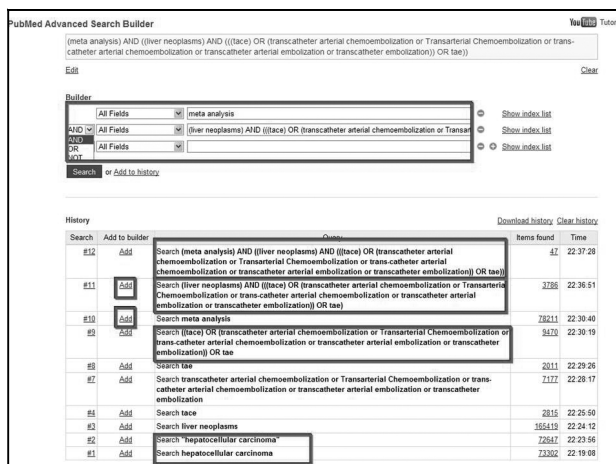 PubMed Advanced Search Builder
YouTube Tutor
(meta analysis) AND ((liver neoplasms) AND (((tace) OR (transcatheter arterial chemoembolization or Transarterial Chemoembolization or trans-
catheter arterial chemoembolization or transcatheter arterial embolization or transcatheter embolization)) OR tae))
Edit
Clear
Builder
All Fields meta analysis Show index list
AND All Fields (liver neoplasms) AND (((tace) OR (transcatheter arterial chemoembolization or Transart Show index list
AND
OR All Fields Show index list
NOT
Search or Add to history
History
Download history Clear history
Search Add to builder Query Items found Time
#12 Add Search (meta analysis) AND ((liver neoplasms) AND (((tace) OR (transcatheter arterial
chemoembolization or Transarterial Chemoembolization or trans-catheter arterial
chemoembolization or transcatheter arterial embolization or transcatheter embolization)) OR tae)) 47 22:37:28
#11 Add Search (liver neoplasms) AND (((tace) OR (transcatheter arterial chemoembolization or Transarteria
Chemoembolization or trans-catheter arterial chemoembolization or transcatheter arterial
embolization or transcatheter embolization)) OR tae) 3786 22:36:51
#10 Add Search meta analysis 78211 22:30:40
#9 Add Search ((tace) OR (transcatheter arterial chemoembolization or Transarterial Chemoembolization or
trans-catheter arterial chemoembolization or transcatheter arterial embolization or transcatheter
embolization)) OR tae 9470 22:30:19
#8 Add Search tae 2011 22:29:26
#7 Add Search transcatheter arterial chemoembolization or Transarterial Chemoembolization or trans-
catheter arterial chemoembolization or transcatheter arterial embolization or transcatheter
embolization 7177 22:28:17
#4 Add Search tace 2815 22:25:50
#3 Add Search liver neoplasms 165419 22:24:12
#2 Add Search "hepatocellular carcinoma" 72647 22:23:56
#1 Add Search hepatocellular carcinoma 73302 22:19:08